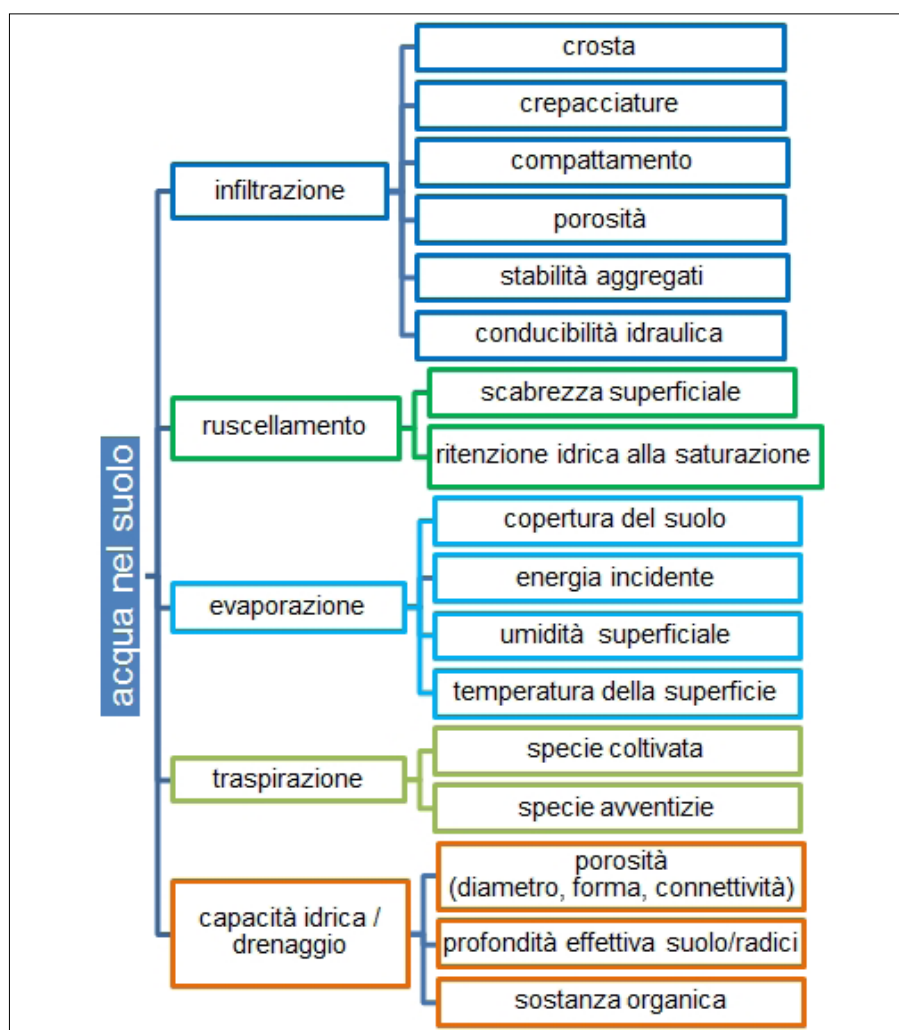 acqua nel suolo
infiltrazione
crosta
crepacciature
compattamento
porosità
stabilità aggregati
conducibilità idraulica
ruscellamento
scabrezza superficiale
ritenzione idrica alla saturazione
evaporazione
copertura del suolo
energia incidente
umidità superficiale
temperatura della superficie
traspirazione
specie coltivata
specie avventizie
capacità idrica /
drenaggio
porosità
(diametro, forma, connettività)
profondità effettiva suolo/radici
sostanza organica